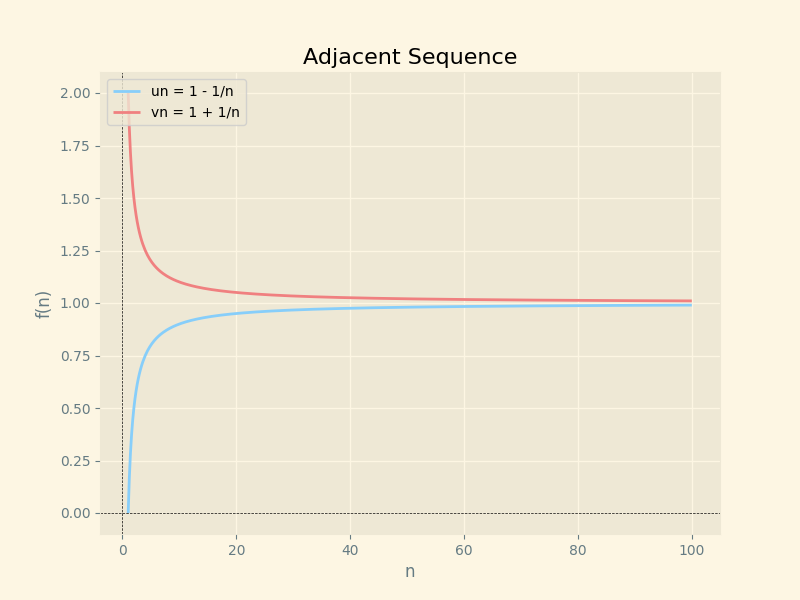 Adjacent Sequence
un = 1 - 1/n
vn = 1 + 1/n
f(n)
2.00
1.75
1.50
1.25
1.00
0.75
0.50
0.25
0.00
0 20 40 60 80 100
n